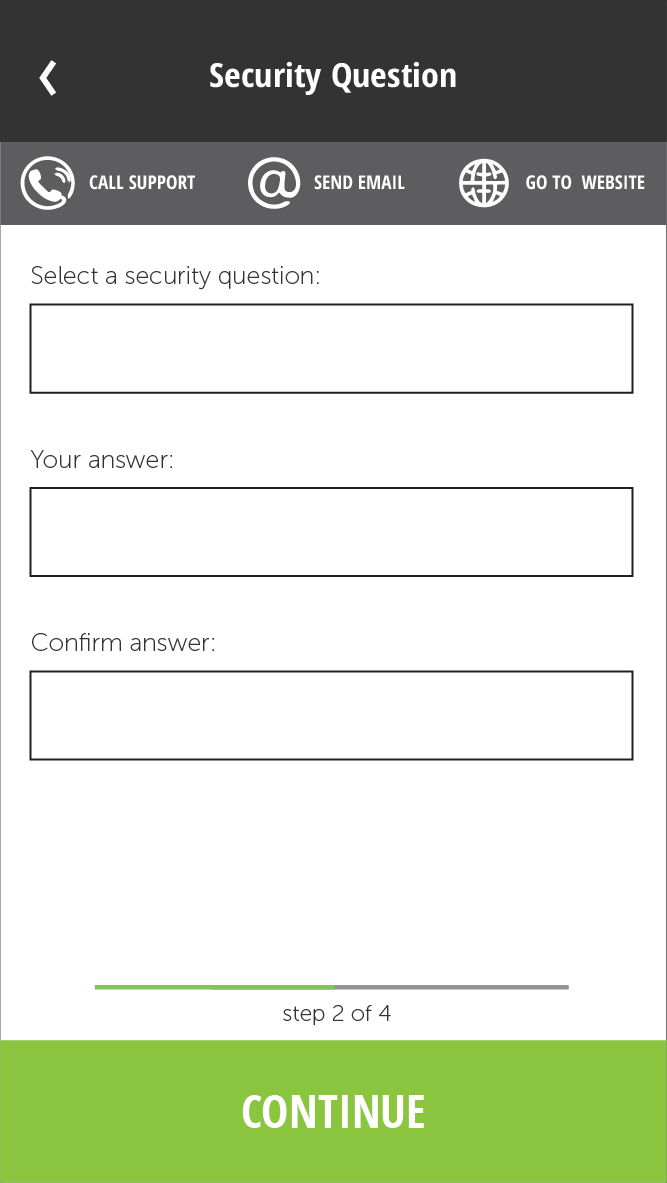 Security Question
CALL SUPPORT
SEND EMAIL
GO TO WEBSITE
Select a security question:
Your answer:
Confirm answer:
step 2 of 4
CONTINUE